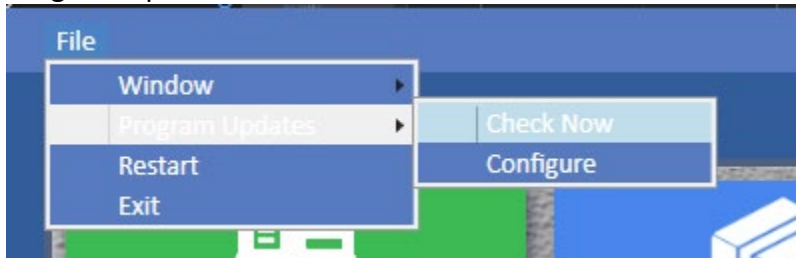 File
Window
Program Updates
Check Now
Restart
Configure
Exit